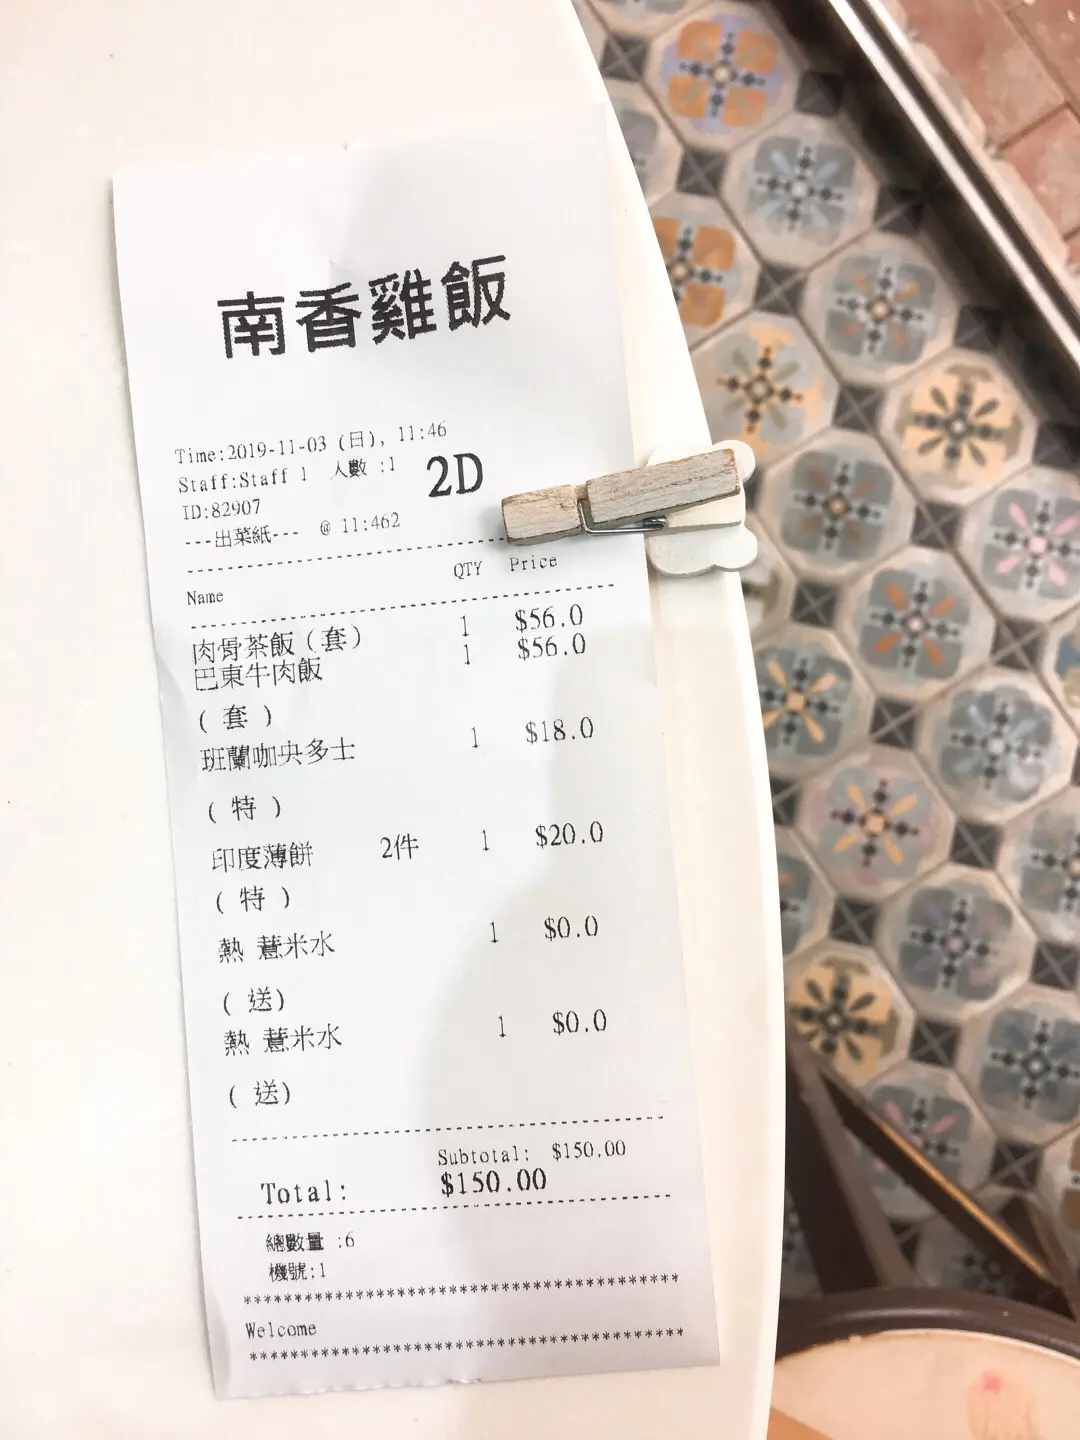 南香雞飯
Time:2019-11-03 (日), 11:46
Staff:Staff 1 人數 :1 2D
ID:82907
---出菜紙--- @ 11:462
Name QTY Price
肉骨茶飯(套) 1 $56.0
巴東牛肉飯 1 $56.0
( 套 )
班蘭咖央多士 1 $18.0
( 特 )
印度薄餅 2件 1 $20.0
( 特 )
熱 薏米水 1 $0.0
( 送)
熱 薏米水 1 $0.0
( 送)
Subtotal: $150.00
Total: $150.00
總數量 :6
機號:1
Welcome